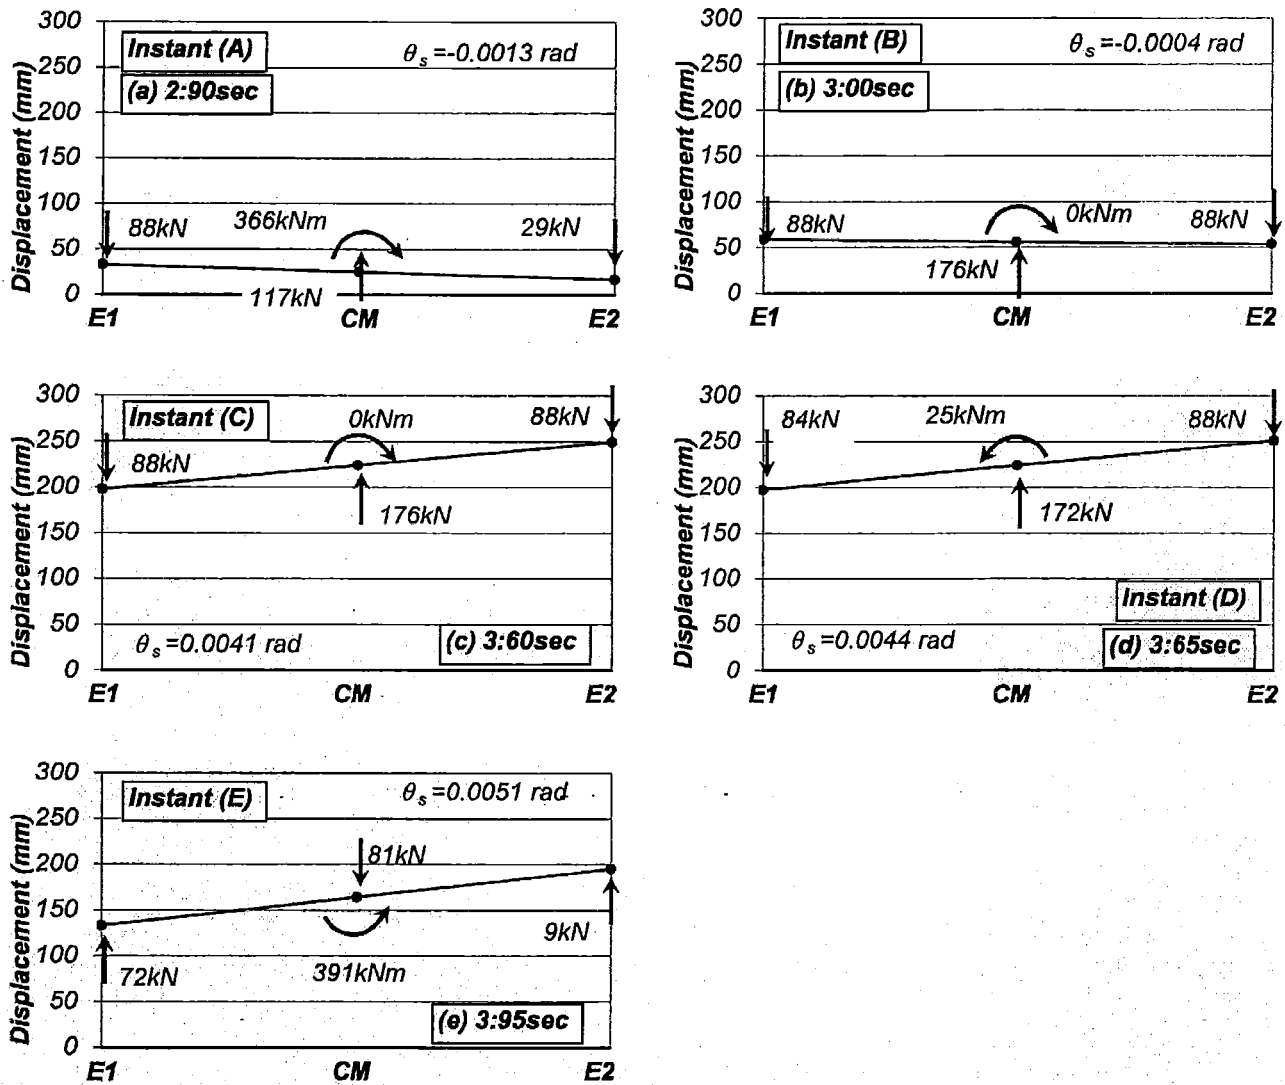 Displacement (mm)
300
250
200
150
100
50
0
Instant (A)
(a) 2:90sec
θs =-0.0013 rad
88kN
366kNm
29kN
117kN
E1
CM
E2
Displacement (mm)
300
250
200
150
100
50
0
Instant (B)
(b) 3:00sec
θs =-0.0004 rad
88kN
0kNm
88kN
176kN
E1
CM
E2
Displacement (mm)
300
250
200
150
100
50
0
Instant (C)
0kNm
88kN
88kN
176kN
θs =0.0041 rad
(c) 3:60sec
E1
CM
E2
Displacement (mm)
300
250
200
150
100
50
0
84kN
25kNm
88kN
172kN
Instant (D)
θs =0.0044 rad
(d) 3:65sec
E1
CM
E2
Displacement (mm)
300
250
200
150
100
50
0
Instant (E)
θs =0.0051 rad
81kN
9kN
72kN
391kNm
(e) 3:95sec
E1
CM
E2